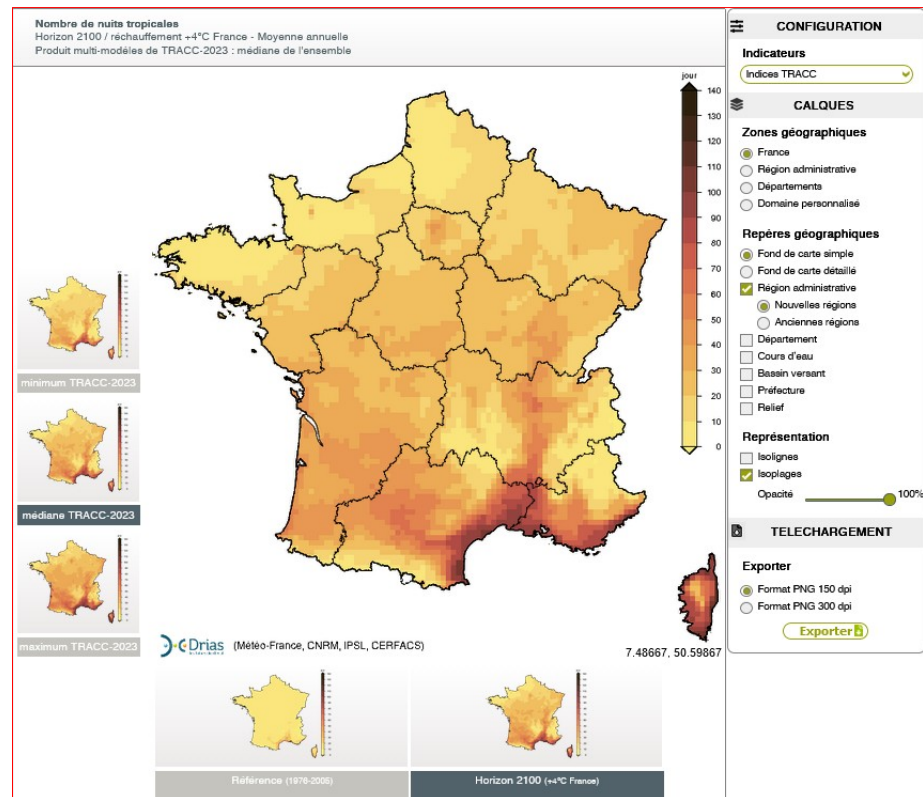 Nombre de nuits tropicales
Horizon 2100 / réchauffement +4°C France - Moyenne annuelle
Produit multi-modèles de TRACC-2023 : médiane de l'ensemble
jour
140
130
120
110
100
90
80
70
60
50
40
30
20
10
0
minimum TRACC-2023
médiane TRACC-2023
maximum TRACC-2023
Drias (Météo-France, CNRM, IPSL, CERFACS)
7.48667, 50.59867
Référence (1976-2005)
Horizon 2100 (+4°C France)
CONFIGURATION
Indicateurs
Indices TRACC
CALQUES
Zones géographiques
France
Région administrative
Départements
Domaine personnalisé
Repères géographiques
Fond de carte simple
Fond de carte détaillé
Région administrative
Nouvelles régions
Anciennes régions
Département
Cours d'eau
Bassin versant
Préfecture
Relief
Représentation
Isolignes
Isoplages
Opacité 100%
TELECHARGEMENT
Exporter
Format PNG 150 dpi
Format PNG 300 dpi
Exporter